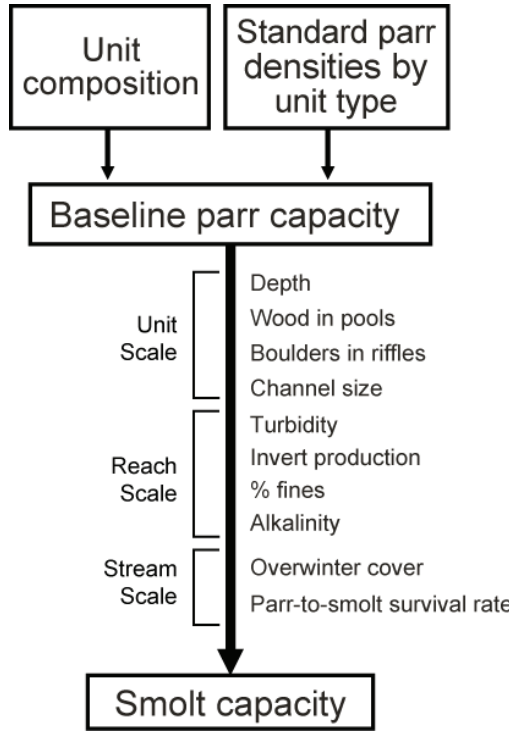 Unit
composition
Standard parr
densities by
unit type
Baseline parr capacity
Unit
Scale
Depth
Wood in pools
Boulders in riffles
Channel size
Reach
Scale
Turbidity
Invert production
% fines
Alkalinity
Stream
Scale
Overwinter cover
Parr-to-smolt survival rate
Smolt capacity